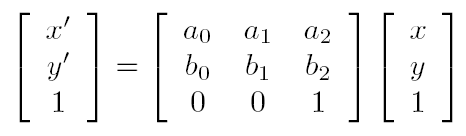 [ x′ ] = [ a₀ a₁ a₂ ] [ x ]
[ y′ ] = [ b₀ b₁ b₂ ] [ y ]
[ 1 ] = [ 0 0 1 ] [ 1 ]